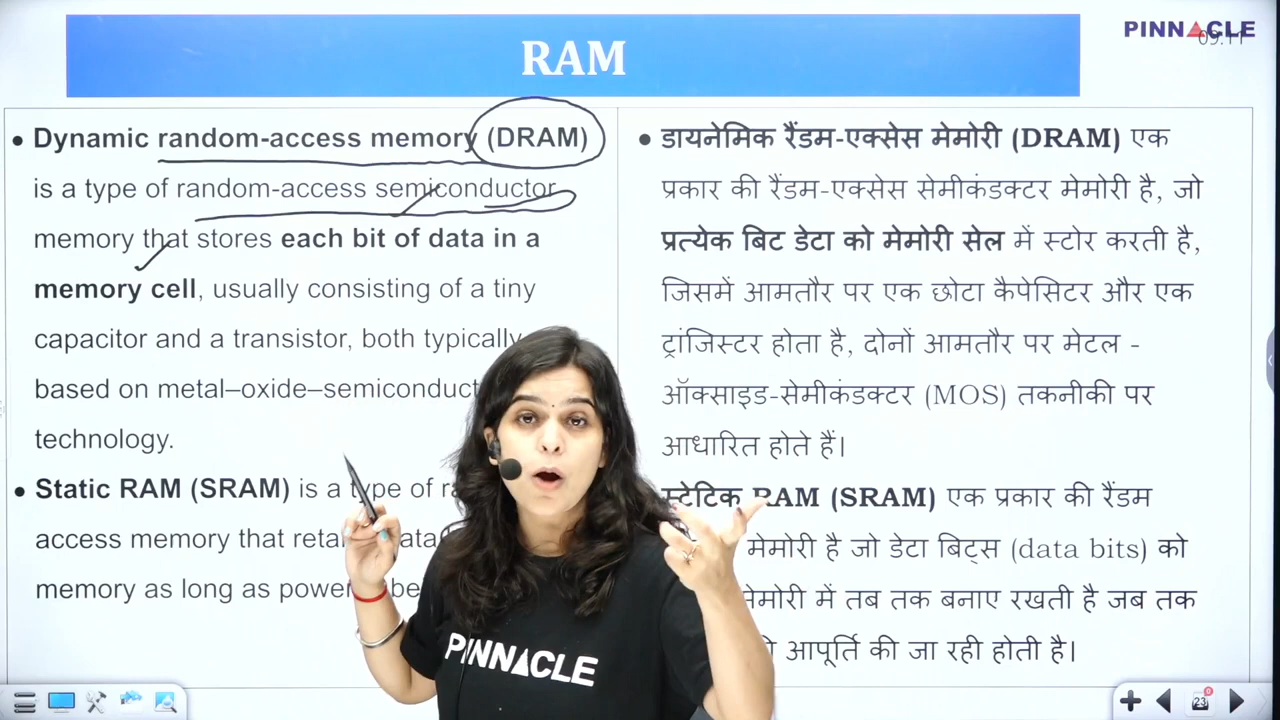 RAM
PINNACLE
09:11
• Dynamic random-access memory (DRAM)
is a type of random-access semiconductor
memory that stores each bit of data in a
memory cell, usually consisting of a tiny
capacitor and a transistor, both typically
based on metal–oxide–semiconduct
technology.
• Static RAM (SRAM) is a type of
access memory that data
memory as long as power
• डायनेमिक रैंडम-एक्सेस मेमोरी (DRAM) एक
प्रकार की रैंडम-एक्सेस सेमीकंडक्टर मेमोरी है, जो
प्रत्येक बिट डेटा को मेमोरी सेल में स्टोर करती है,
जिसमें आमतौर पर एक छोटा कैपेसिटर और एक
ट्रांजिस्टर होता है, दोनों आमतौर पर मेटल -
ऑक्साइड-सेमीकंडक्टर (MOS) तकनीकी पर
आधारित होते हैं।
स्टेटिक RAM (SRAM) एक प्रकार की रैंडम
मेमोरी है जो डेटा बिट्स (data bits) को
मेमोरी में तब तक बनाए रखती है जब तक
आपूर्ति की जा रही होती है।
PINNACLE
23